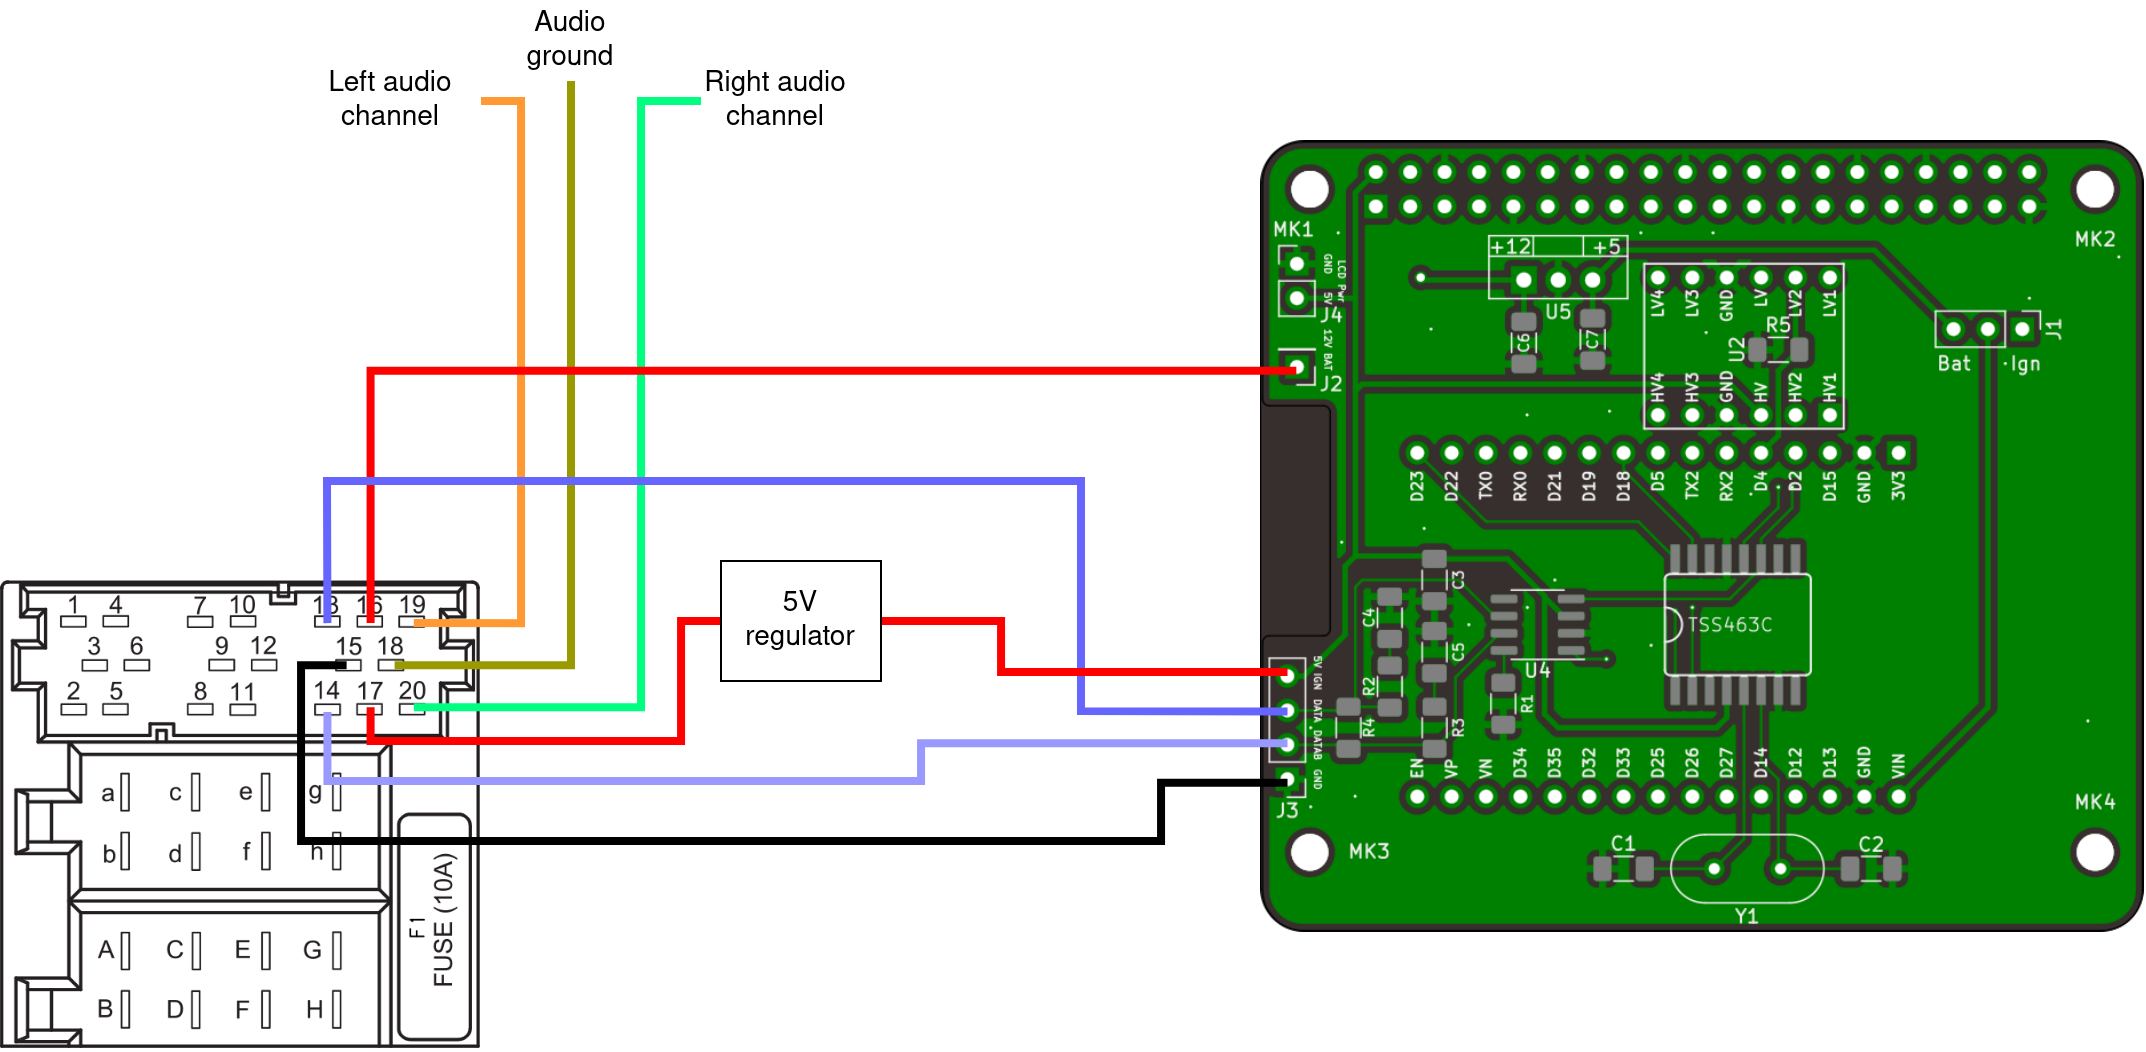 Audio
ground
Left audio
channel
Right audio
channel
5V
regulator
1 4 7 10 13 16 19
3 6 9 12 15 18
2 5 8 11 14 17 20
a c e g
b d f h
A C E G
B D F H
F1
FUSE (10A)
MK1
MK2
GND
LCD Pwr
5V
J4
12V BAT
J2
+12 +5
U5
C6
C7
LV4 LV3 GND LV LV2 LV1
R5
U2
HV4 HV3 GND HV HV2 HV1
J1
Bat Ign
D23 D22 TX0 RX0 D21 D19 D18 D5 TX2 RX2 D4 D2 D15 GND 3V3
C3
C4
C5
U4
TSS463C
R2
R1
R4
R3
5V IGN
DATA
DATAB
GND
J3
EN VP VN D34 D35 D32 D33 D25 D26 D27 D14 D12 D13 GND VIN
MK3
MK4
C1
C2
Y1